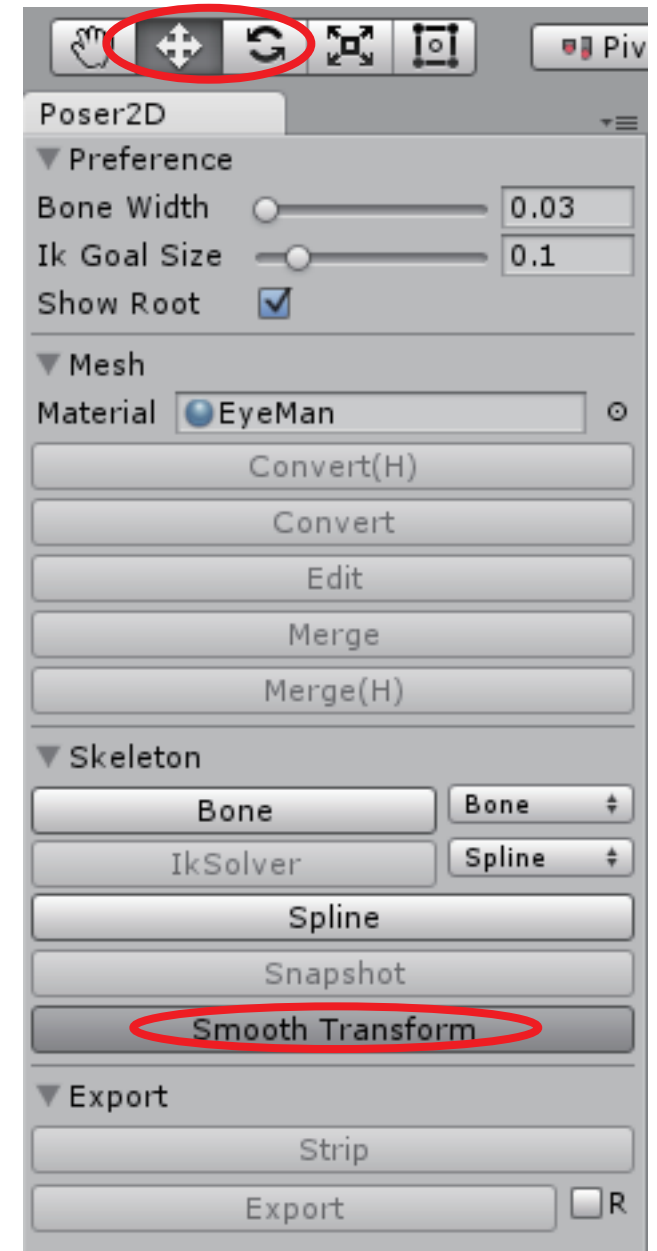 Piv
Poser2D
Preference
Bone Width 0.03
Ik Goal Size 0.1
Show Root
Mesh
Material EyeMan
Convert(H)
Convert
Edit
Merge
Merge(H)
Skeleton
Bone Bone
IkSolver Spline
Spline
Snapshot
Smooth Transform
Export
Strip
Export R